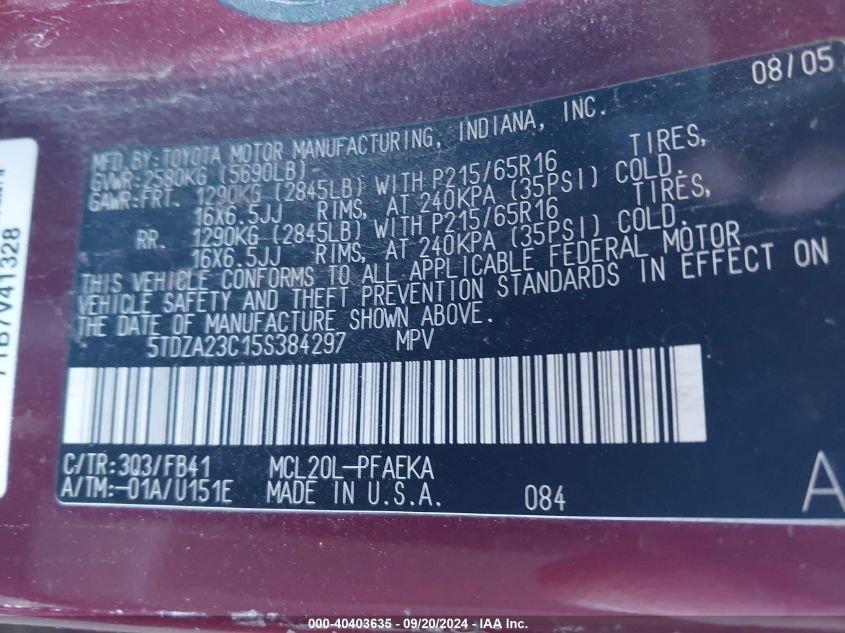 08/05
MFD.BY:TOYOTA MOTOR MANUFACTURING, INDIANA, INC.
GVWR:2580KG (5690LB)
GAWR:FRT. 1290KG (2845LB) WITH P215/65R16 TIRES,
16X6.5JJ RIMS, AT 240KPA (35PSI) COLD.
RR. 1290KG (2845LB) WITH P215/65R16 TIRES,
16X6.5JJ RIMS, AT 240KPA (35PSI) COLD.
THIS VEHICLE CONFORMS TO ALL APPLICABLE FEDERAL MOTOR
VEHICLE SAFETY AND THEFT PREVENTION STANDARDS IN EFFECT ON
THE DATE OF MANUFACTURE SHOWN ABOVE.
5TDZA23C15S384297 MPV
C/TR:3Q3/FB41 MCL20L-PFAEKA
A/TM:-01A/U151E MADE IN U.S.A. 084 A
71B7V41328
000-40403635 - 09/20/2024 - IAA Inc.